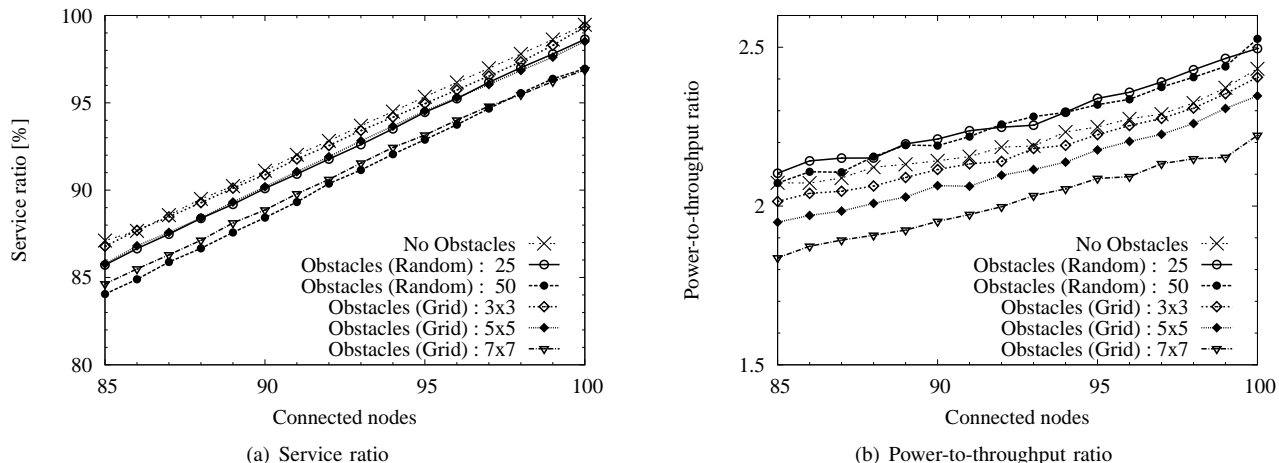 100
95
90
85
80
85
90
95
100
Service ratio [%]
Connected nodes
No Obstacles
Obstacles (Random) : 25
Obstacles (Random) : 50
Obstacles (Grid) : 3x3
Obstacles (Grid) : 5x5
Obstacles (Grid) : 7x7
(a) Service ratio
2.5
2
1.5
85
90
95
100
Power-to-throughput ratio
Connected nodes
No Obstacles
Obstacles (Random) : 25
Obstacles (Random) : 50
Obstacles (Grid) : 3x3
Obstacles (Grid) : 5x5
Obstacles (Grid) : 7x7
(b) Power-to-throughput ratio